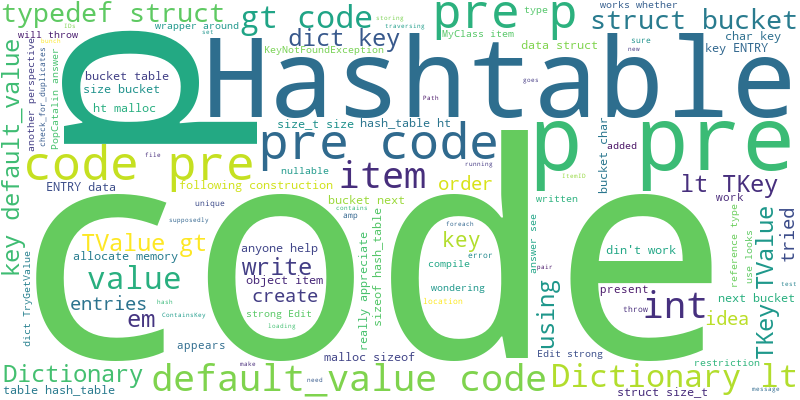 typedef struct
gt code
pre p
works whether
wrapper around
type
storing
IDs
set
traversing
will throw
dict key
MyClass item
struct bucket
KeyNotFoundException
data struct
sure
char key
new
key ENTRY
key default_value
another perspective
check_for_duplicates
PopCatalin answer
bucket table
size bucket
ht malloc
p
Hashtable
goes
Path
size_t size
hash_table ht
code pre
pre code
p pre
file
nullable
item
running
bucket char
added
ItemID
lt TKey
work
ENTRY data
following construction
order
unique
bucket next
amp
contains
written
supposedly
TValue gt
anyone help
key
foreach
error
answer see
din't work
reference type
use looks
TKey TValue
tried
allocate memory
write
object item
compile
wondering
value
create
really appreciate
sizeof hash_table
pair
next bucket
test
dict TryGetValue
entries
hash
ContainsKey
strong Edit
location
using
present
int
throw
idea
em
loading
code
appears
make
malloc sizeof
Edit strong
restriction
Dictionary
need
default_value code
Dictionary lt
message
table hash_table
struct size_t